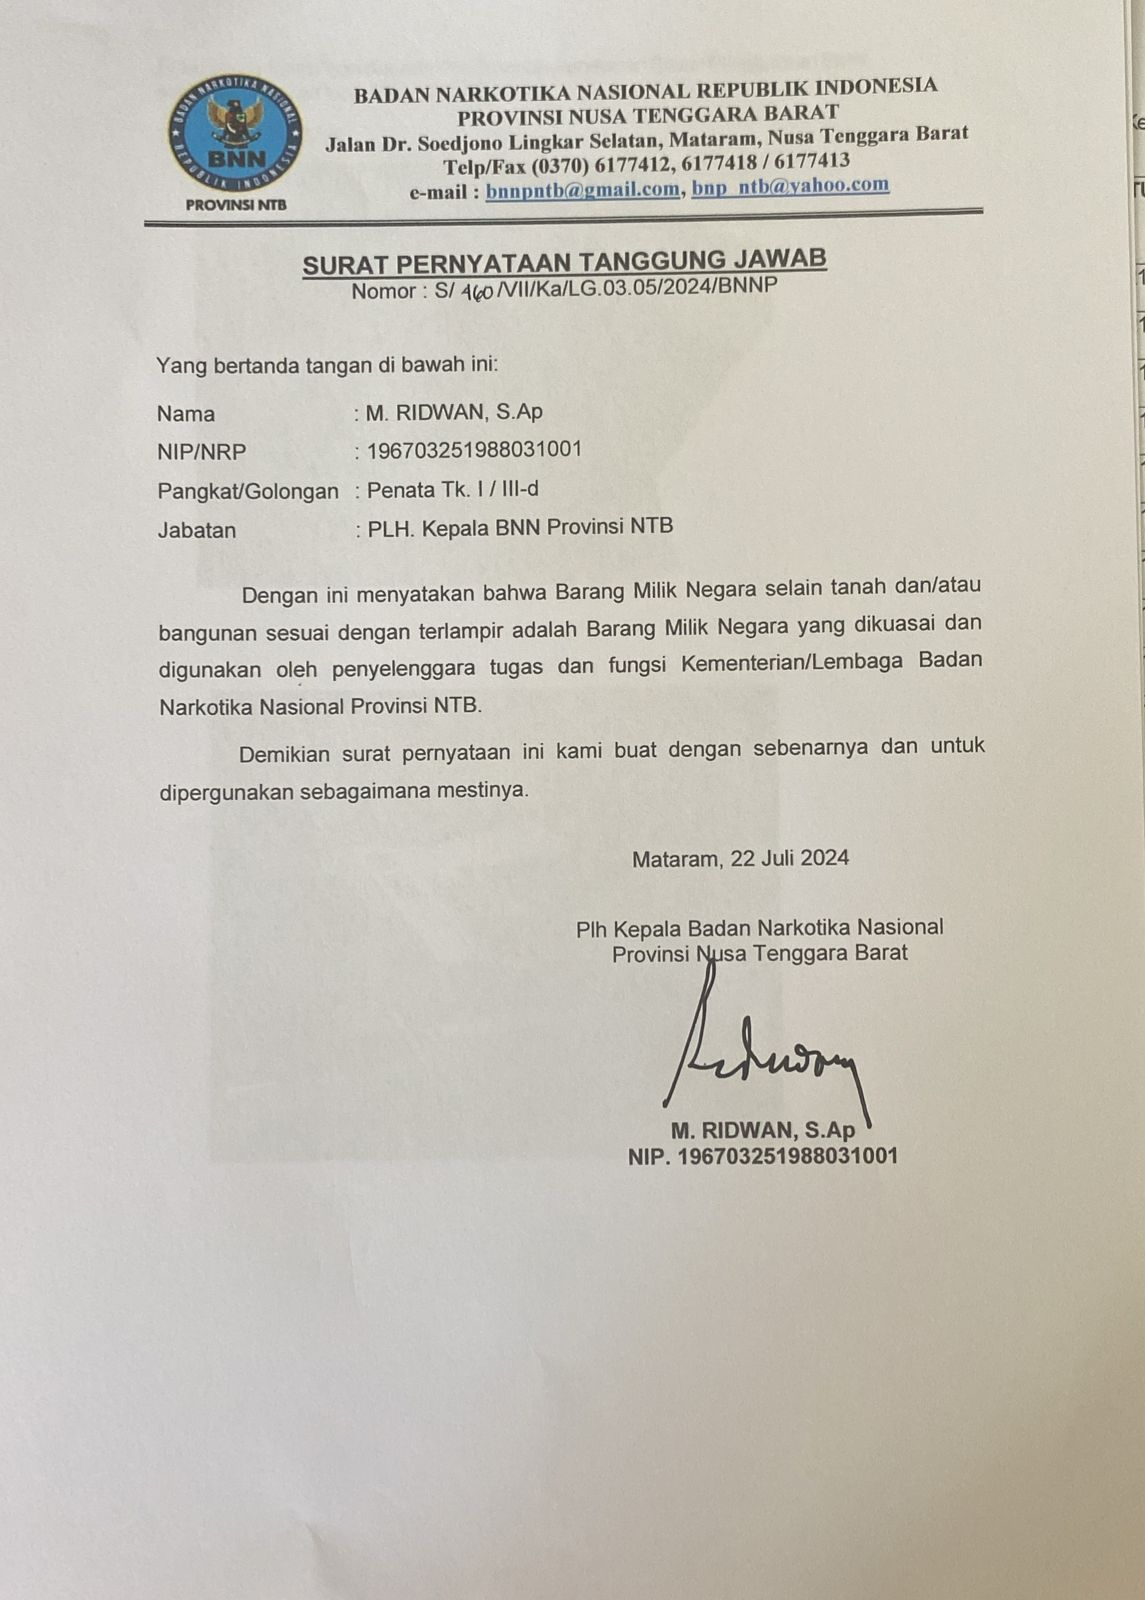 BADAN NARKOTIKA NASIONAL
REPUBLIK INDONESIA
BNN
PROVINSI NTB
BADAN NARKOTIKA NASIONAL REPUBLIK INDONESIA
PROVINSI NUSA TENGGARA BARAT
Jalan Dr. Soedjono Lingkar Selatan, Mataram, Nusa Tenggara Barat
Telp/Fax (0370) 6177412, 6177418 / 6177413
e-mail : bnnpntb@gmail.com, bnp_ntb@yahoo.com
SURAT PERNYATAAN TANGGUNG JAWAB
Nomor : S/ 960 /VII/Ka/LG.03.05/2024/BNNP
Yang bertanda tangan di bawah ini:
Nama : M. RIDWAN, S.Ap
NIP/NRP : 196703251988031001
Pangkat/Golongan : Penata Tk. I / III-d
Jabatan : PLH. Kepala BNN Provinsi NTB
Dengan ini menyatakan bahwa Barang Milik Negara selain tanah dan/atau
bangunan sesuai dengan terlampir adalah Barang Milik Negara yang dikuasai dan
digunakan oleh penyelenggara tugas dan fungsi Kementerian/Lembaga Badan
Narkotika Nasional Provinsi NTB.
Demikian surat pernyataan ini kami buat dengan sebenarnya dan untuk
dipergunakan sebagaimana mestinya.
Mataram, 22 Juli 2024
Plh Kepala Badan Narkotika Nasional
Provinsi Nusa Tenggara Barat
M. RIDWAN, S.Ap
NIP. 196703251988031001